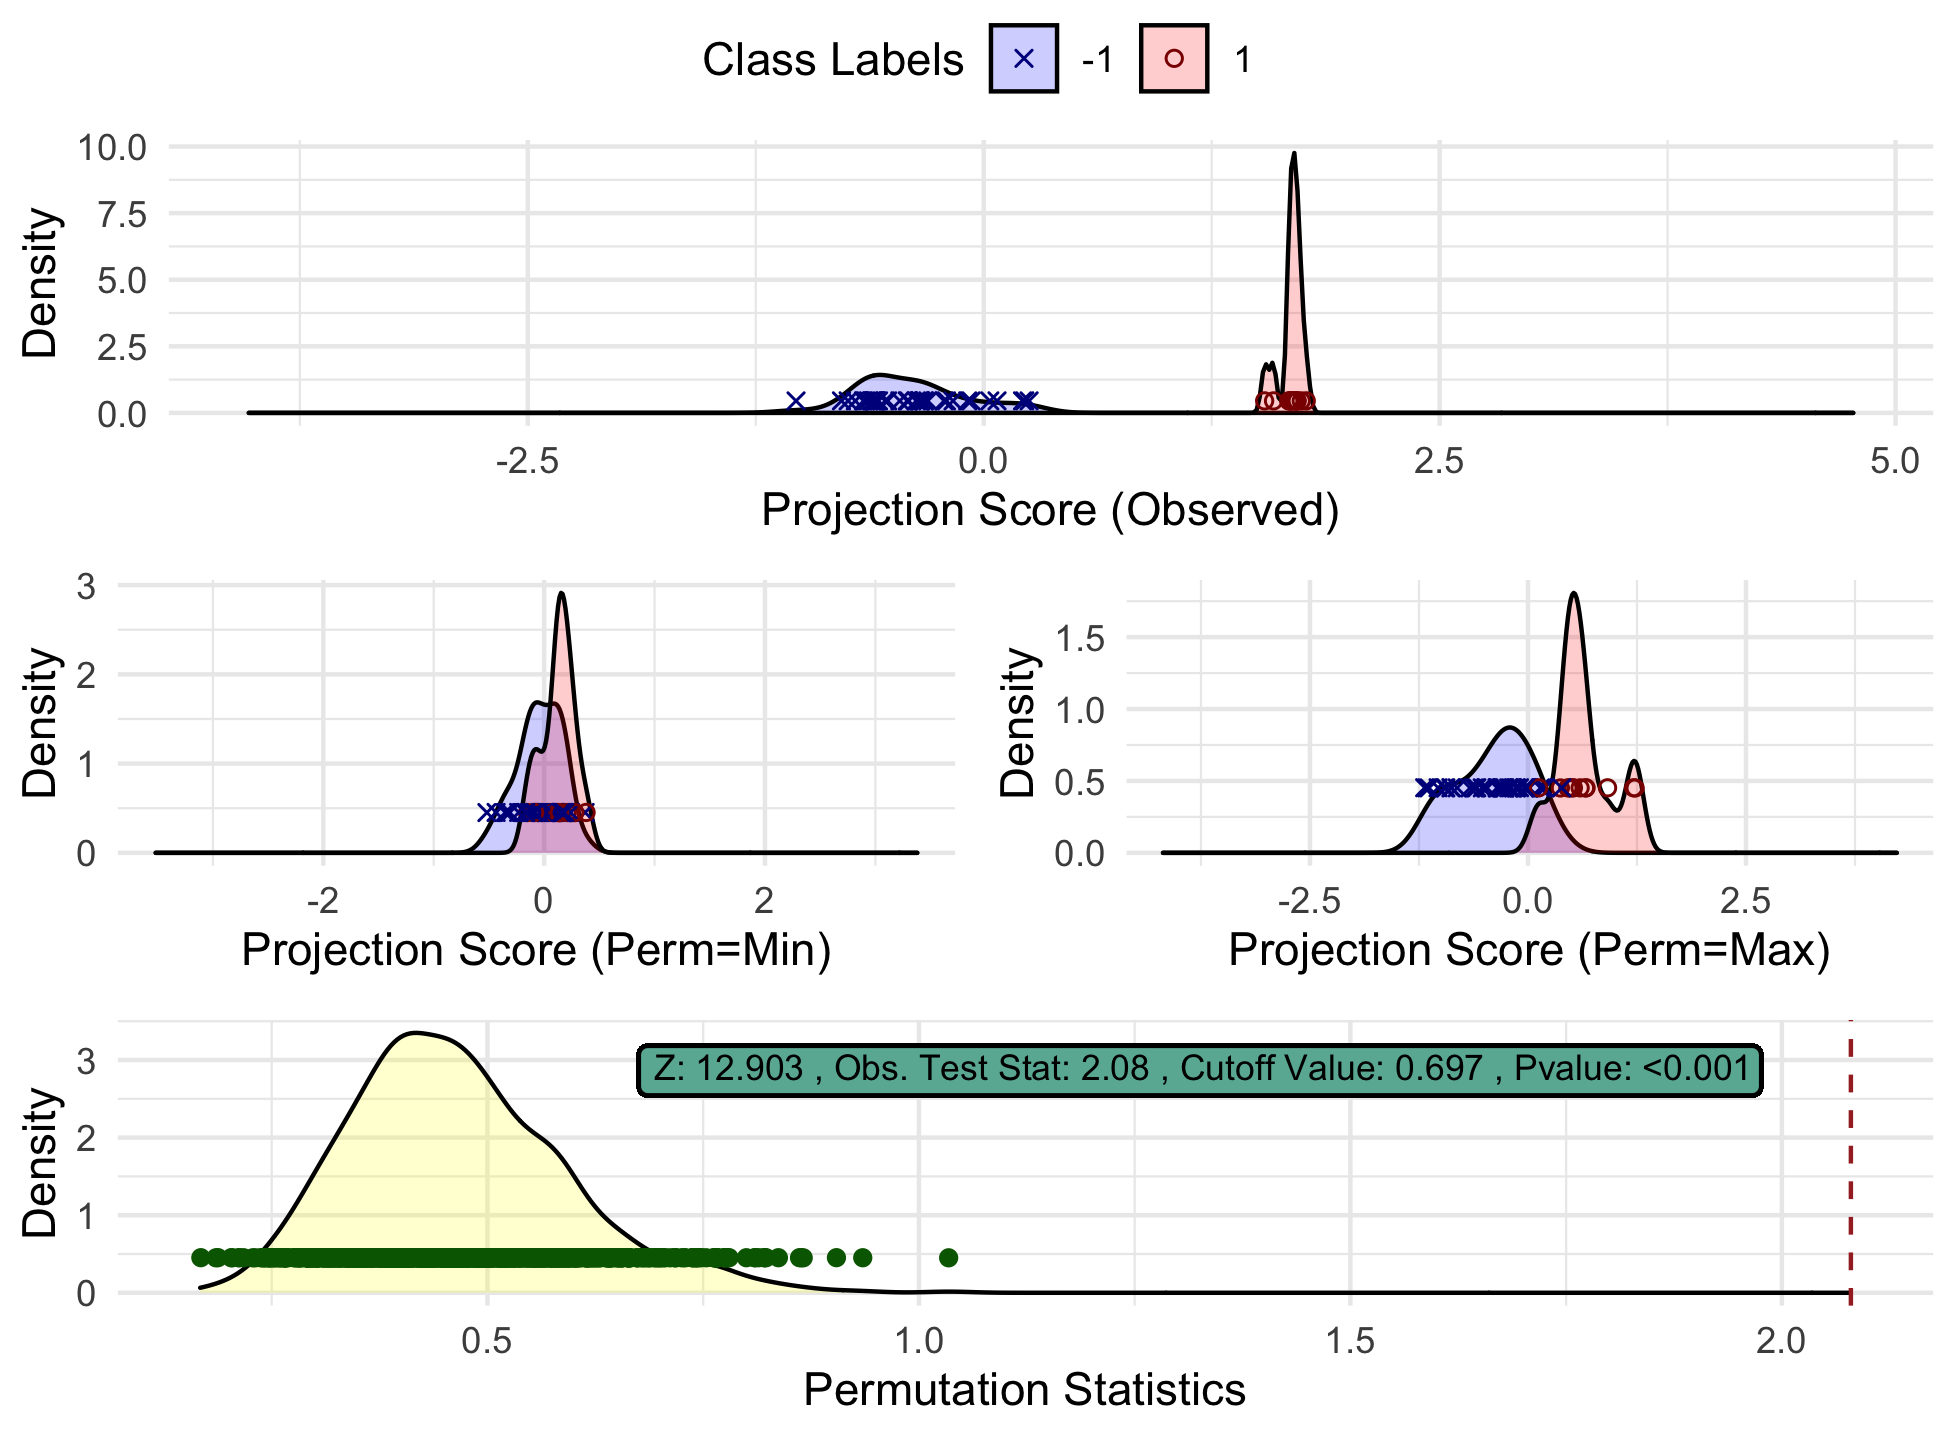 Class Labels -1 1
10.0
7.5
5.0
2.5
0.0
Density
-2.5 0.0 2.5 5.0
Projection Score (Observed)
3
2
1
0
Density
-2 0 2
Projection Score (Perm=Min)
1.5
1.0
0.5
0.0
Density
-2.5 0.0 2.5
Projection Score (Perm=Max)
Z: 12.903 , Obs. Test Stat: 2.08 , Cutoff Value: 0.697 , Pvalue: <0.001
3
2
1
0
Density
0.5 1.0 1.5 2.0
Permutation Statistics